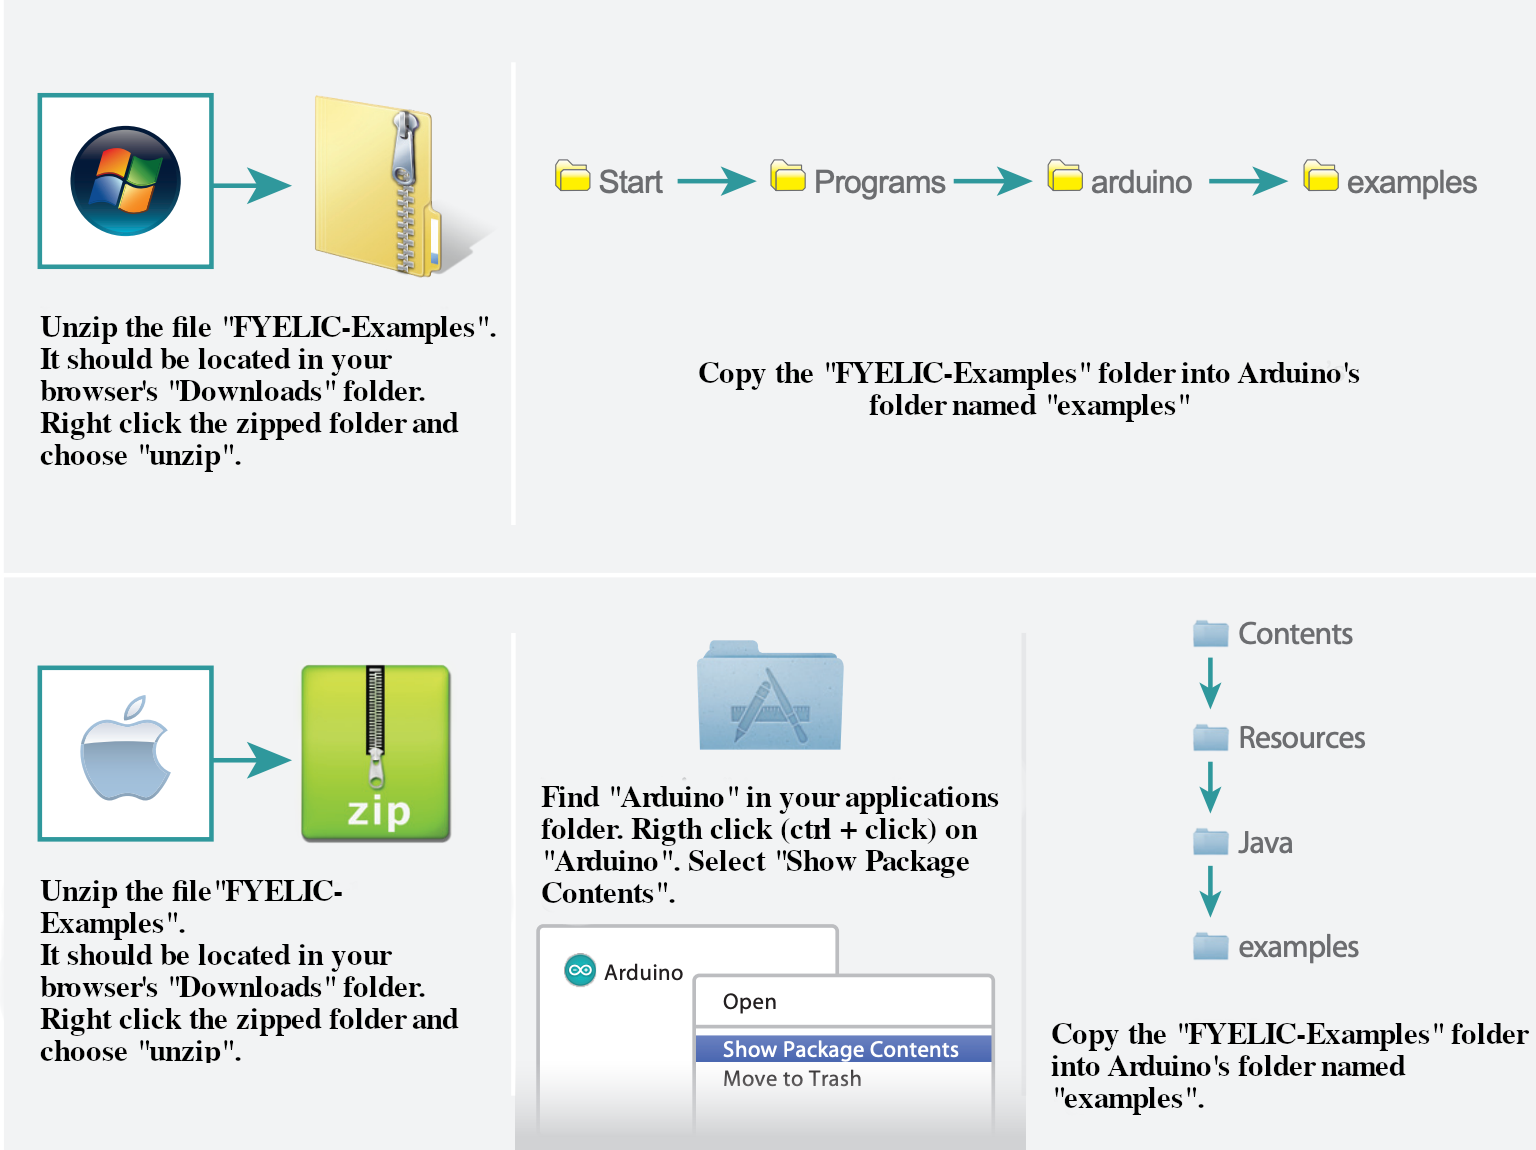 Start
Programs
arduino
examples
Unzip the file "FYELIC-Examples".
It should be located in your
browser's "Downloads" folder.
Right click the zipped folder and
choose "unzip".
Copy the "FYELIC-Examples" folder into Arduino's
folder named "examples"
zip
Unzip the file"FYELIC-
Examples".
It should be located in your
browser's "Downloads" folder.
Right click the zipped folder and
choose "unzip".
Find "Arduino" in your applications
folder. Rigth click (ctrl + click) on
"Arduino". Select "Show Package
Contents".
Arduino
Open
Show Package Contents
Move to Trash
Contents
Resources
Java
examples
Copy the "FYELIC-Examples" folder
into Arduino's folder named
"examples".